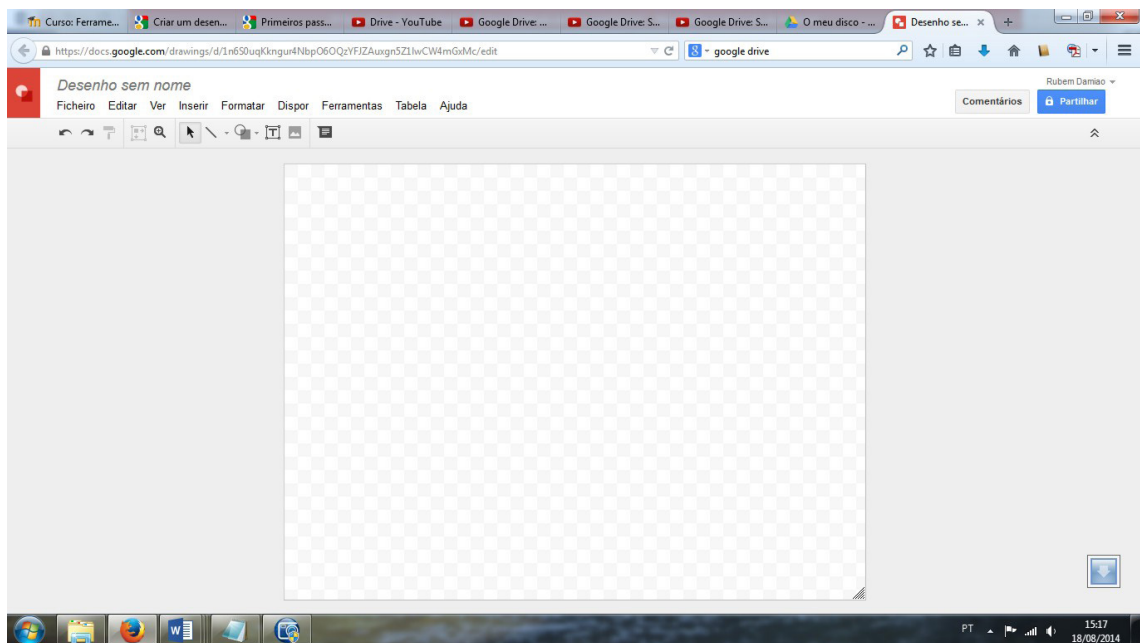 Curso: Ferrame... Criar um desen... Primeiros pass... Drive - YouTube Google Drive: ... Google Drive: S... Google Drive: S... O meu disco - ... Desenho se...
https://docs.google.com/drawings/d/1n6S0uqKkngur4NbpO6OQzYFJZAuxgn5Z1IwCW4mGxMc/edit google drive
Desenho sem nome
Rubem Damiao
Ficheiro Editar Ver Inserir Formatar Dispor Ferramentas Tabela Ajuda
Comentários Partilhar
PT 15:17
18/08/2014